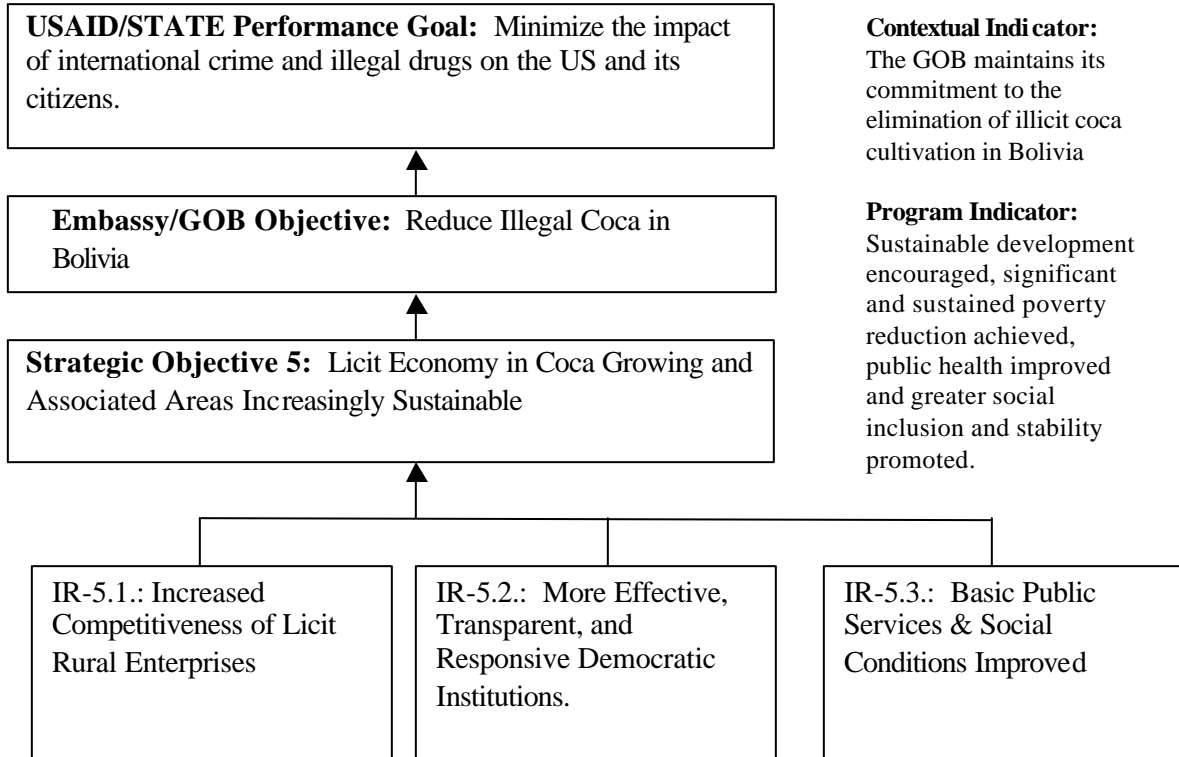 USAID/STATE Performance Goal: Minimize the impact
of international crime and illegal drugs on the US and its
citizens.
Embassy/GOB Objective: Reduce Illegal Coca in
Bolivia
Strategic Objective 5: Licit Economy in Coca Growing and
Associated Areas Increasingly Sustainable
IR-5.1.: Increased
Competitiveness of Licit
Rural Enterprises
IR-5.2.: More Effective,
Transparent, and
Responsive Democratic
Institutions.
IR-5.3.: Basic Public
Services & Social
Conditions Improved
Contextual Indicator:
The GOB maintains its
commitment to the
elimination of illicit coca
cultivation in Bolivia
Program Indicator:
Sustainable development
encouraged, significant
and sustained poverty
reduction achieved,
public health improved
and greater social
inclusion and stability
promoted.